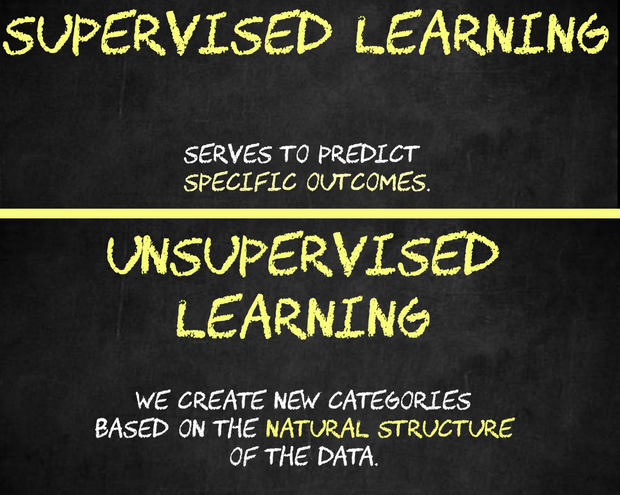 SUPERVISED LEARNING
SERVES TO PREDICT
SPECIFIC OUTCOMES.
UNSUPERVISED
LEARNING
WE CREATE NEW CATEGORIES
BASED ON THE NATURAL STRUCTURE
OF THE DATA.